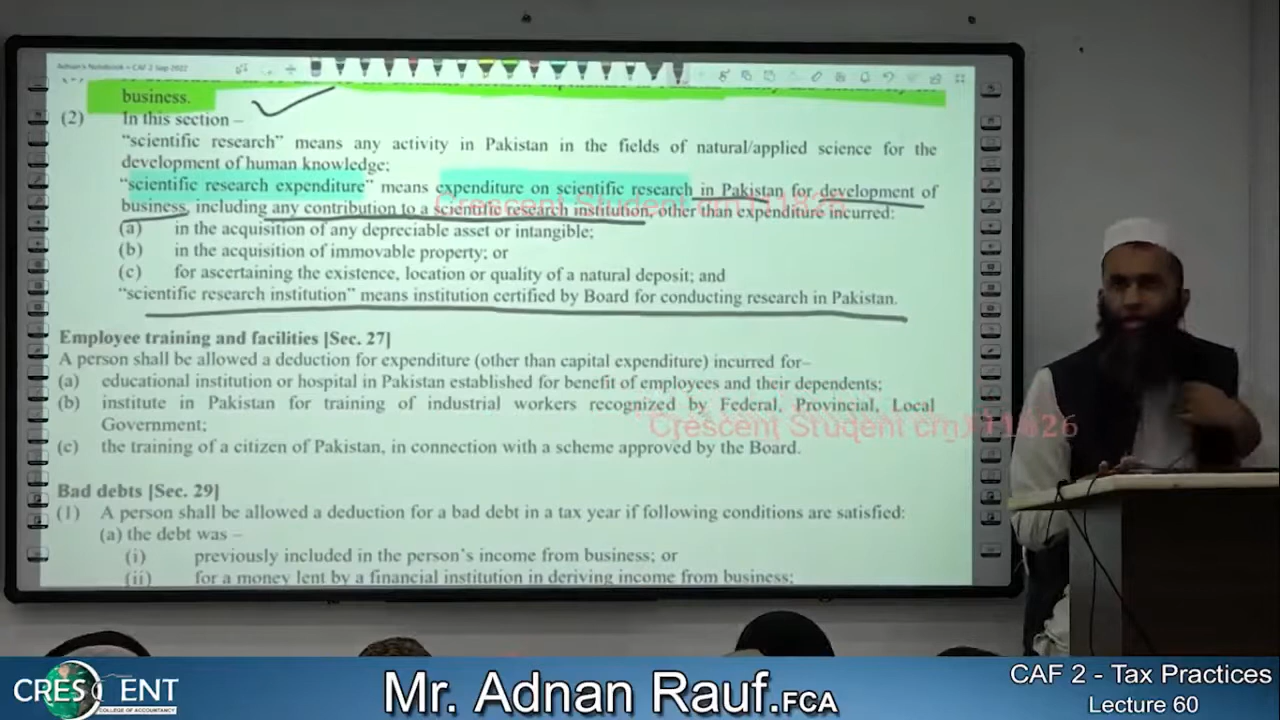 Adnan's Notebook - CAF 2 Sep-2022
business.
(2) In this section –
"scientific research" means any activity in Pakistan in the fields of natural/applied science for the
development of human knowledge;
"scientific research expenditure" means expenditure on scientific research in Pakistan for development of
business, including any contribution to a scientific research institution, other than expenditure incurred:
(a) in the acquisition of any depreciable asset or intangible;
(b) in the acquisition of immovable property; or
(c) for ascertaining the existence, location or quality of a natural deposit; and
"scientific research institution" means institution certified by Board for conducting research in Pakistan.
Employee training and facilities [Sec. 27]
A person shall be allowed a deduction for expenditure (other than capital expenditure) incurred for–
(a) educational institution or hospital in Pakistan established for benefit of employees and their dependents;
(b) institute in Pakistan for training of industrial workers recognized by Federal, Provincial, Local
Government;
Crescent Student crn311826
(c) the training of a citizen of Pakistan, in connection with a scheme approved by the Board.
Bad debts [Sec. 29]
(1) A person shall be allowed a deduction for a bad debt in a tax year if following conditions are satisfied:
(a) the debt was –
(i) previously included in the person's income from business; or
(ii) for a money lent by a financial institution in deriving income from business;
CRESCENT
COLLEGE OF ACCOUNTANCY
Mr. Adnan Rauf.FCA
CAF 2 - Tax Practices
Lecture 60